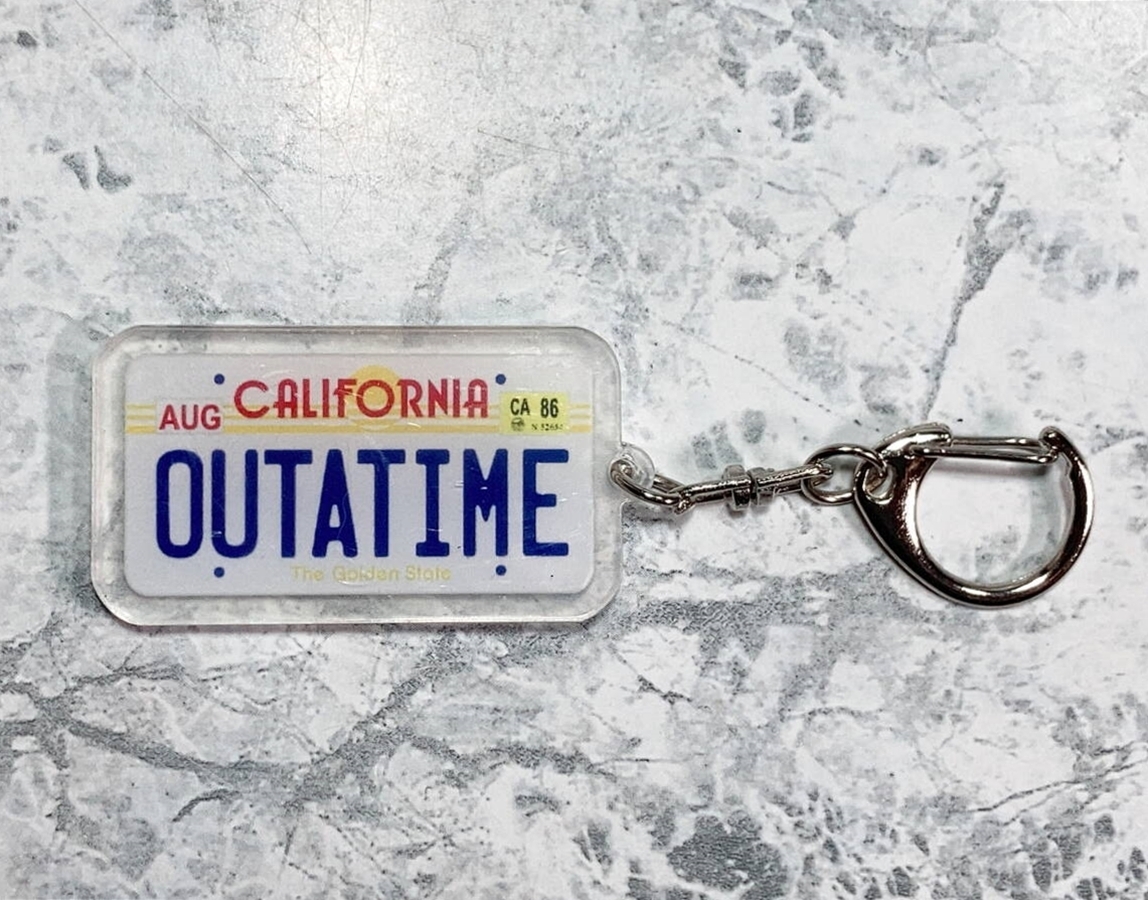 CALIFORNIA
AUG
CA 86
OUTATIME
The Golden State